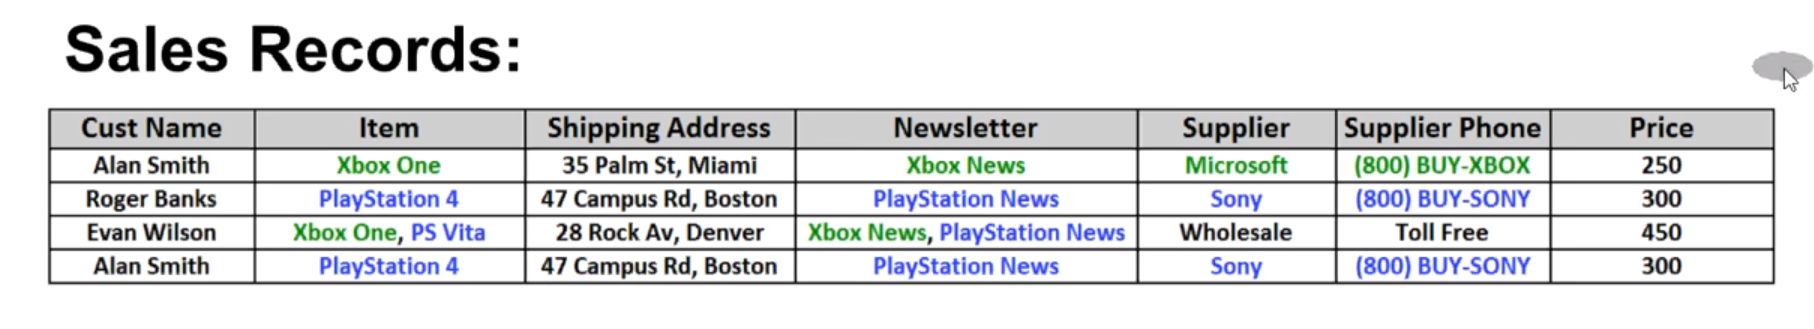 Sales Records:
Cust Name Item Shipping Address Newsletter Supplier Supplier Phone Price
Alan Smith Xbox One 35 Palm St, Miami Xbox News Microsoft (800) BUY-XBOX 250
Roger Banks PlayStation 4 47 Campus Rd, Boston PlayStation News Sony (800) BUY-SONY 300
Evan Wilson Xbox One, PS Vita 28 Rock Av, Denver Xbox News, PlayStation News Wholesale Toll Free 450
Alan Smith PlayStation 4 47 Campus Rd, Boston PlayStation News Sony (800) BUY-SONY 300